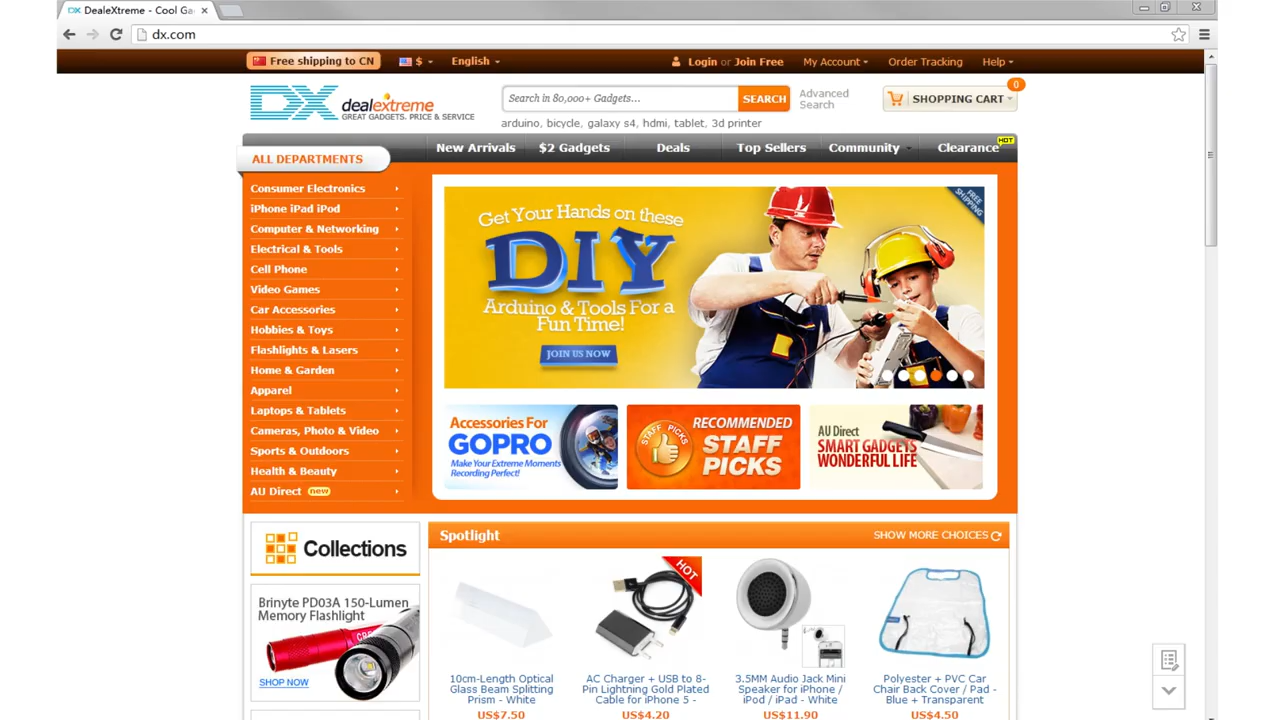 DealeXtreme - Cool Ga
dx.com
Free shipping to CN
$
English
Login or Join Free
My Account
Order Tracking
Help
DX dealextreme
GREAT GADGETS. PRICE & SERVICE
Search in 80,000+ Gadgets...
SEARCH
Advanced
Search
SHOPPING CART
0
arduino, bicycle, galaxy s4, hdmi, tablet, 3d printer
ALL DEPARTMENTS
New Arrivals
$2 Gadgets
Deals
Top Sellers
Community
Clearance
HOT
Consumer Electronics
iPhone iPad iPod
Computer & Networking
Electrical & Tools
Cell Phone
Video Games
Car Accessories
Hobbies & Toys
Flashlights & Lasers
Home & Garden
Apparel
Laptops & Tablets
Cameras, Photo & Video
Sports & Outdoors
Health & Beauty
AU Direct new
Get Your Hands on these
DIY
Arduino & Tools For a
Fun Time!
JOIN US NOW
FREE
SHIPPING
Accessories For
GOPRO
Make Your Extreme Moments
Recording Perfect!
STAFF PICKS
RECOMMENDED
STAFF
PICKS
AU Direct
SMART GADGETS
WONDERFUL LIFE
Collections
Brinyte PD03A 150-Lumen
Memory Flashlight
SHOP NOW
Spotlight
SHOW MORE CHOICES
HOT
10cm-Length Optical
Glass Beam Splitting
Prism - White
US$7.50
AC Charger + USB to 8-
Pin Lightning Gold Plated
Cable for iPhone 5 -
US$4.20
3.5MM Audio Jack Mini
Speaker for iPhone /
iPod / iPad - White
US$11.90
Polyester + PVC Car
Chair Back Cover / Pad -
Blue + Transparent
US$4.50